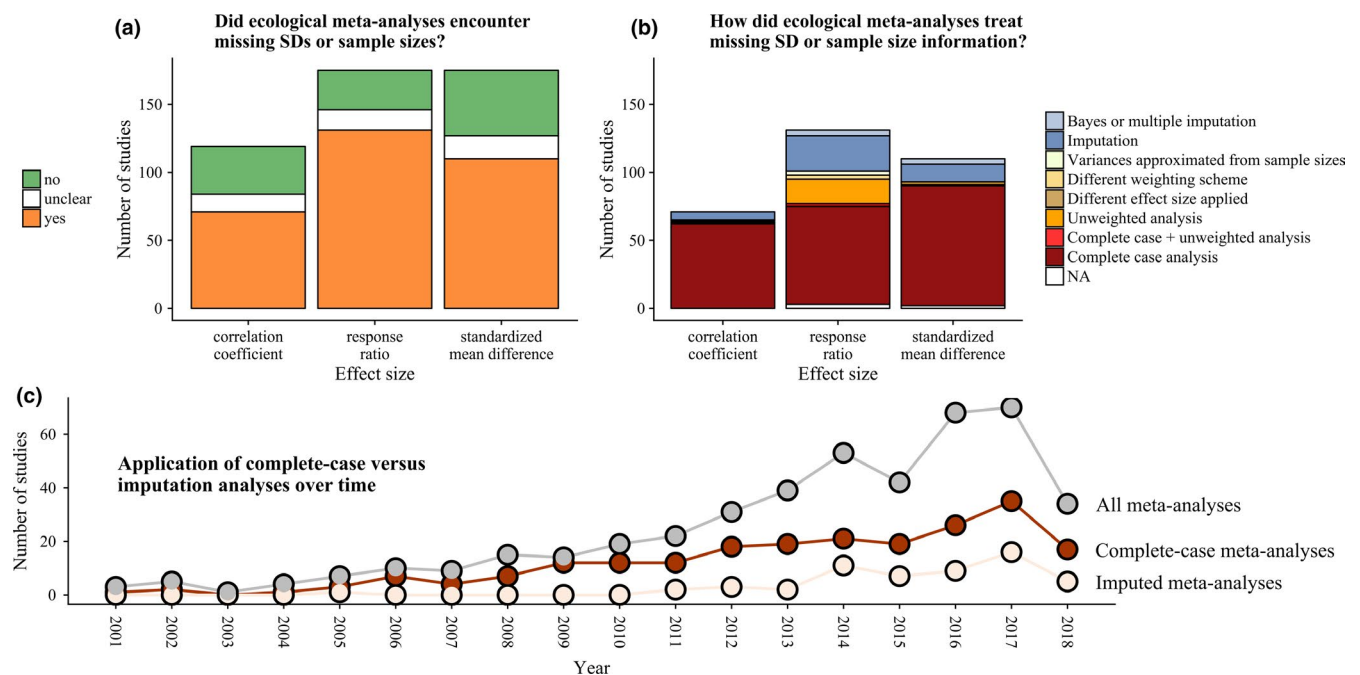 (a)
Did ecological meta-analyses encounter
missing SDs or sample sizes?
150
100
50
0
Number of studies
no
unclear
yes
correlation
coefficient
response
ratio
standardized
mean difference
Effect size
(b)
How did ecological meta-analyses treat
missing SD or sample size information?
150
100
50
0
Number of studies
correlation
coefficient
response
ratio
standardized
mean difference
Effect size
Bayes or multiple imputation
Imputation
Variances approximated from sample sizes
Different weighting scheme
Different effect size applied
Unweighted analysis
Complete case + unweighted analysis
Complete case analysis
NA
(c)
Application of complete-case versus
imputation analyses over time
60
40
20
0
Number of studies
All meta-analyses
Complete-case meta-analyses
Imputed meta-analyses
2001
2002
2003
2004
2005
2006
2007
2008
2009
2010
2011
2012
2013
2014
2015
2016
2017
2018
Year